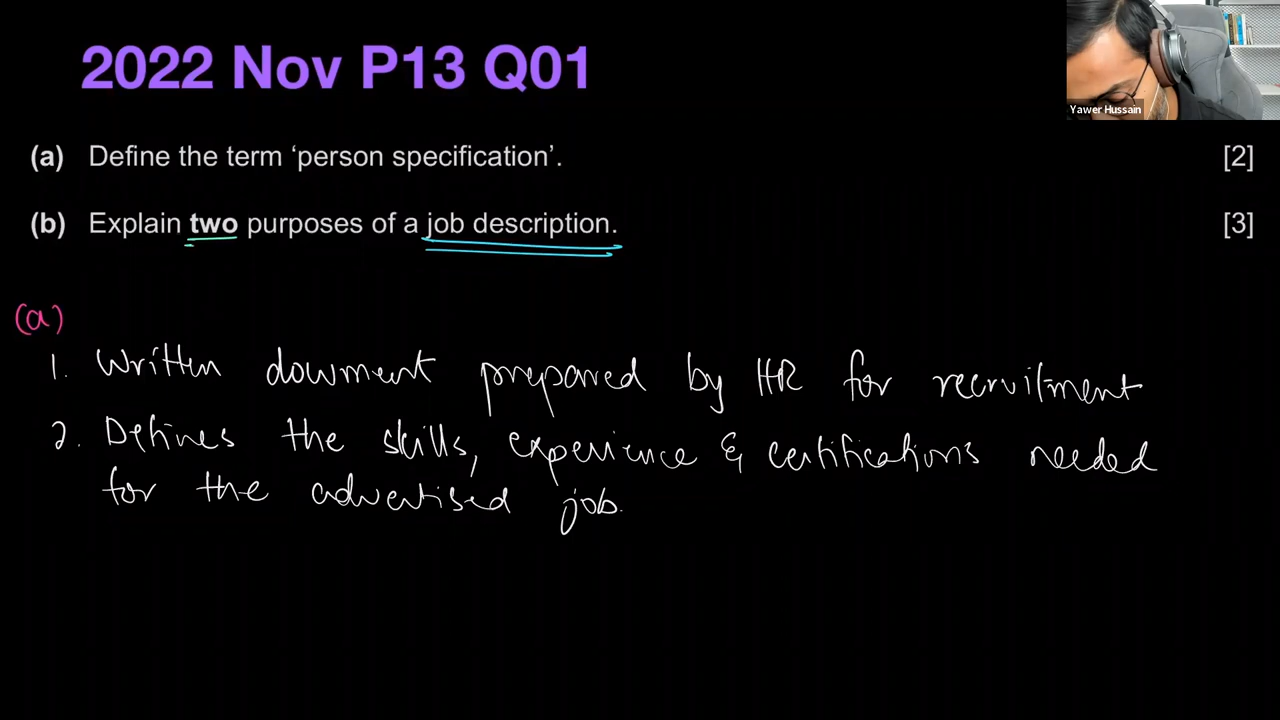 2022 Nov P13 Q01
Yawer Hussain
(a) Define the term ‘person specification’. [2]
(b) Explain two purposes of a job description. [3]
(a)
1. Written document prepared by HR for recruitment
2. Defines the skills, experience & certifications needed
for the advertised job.